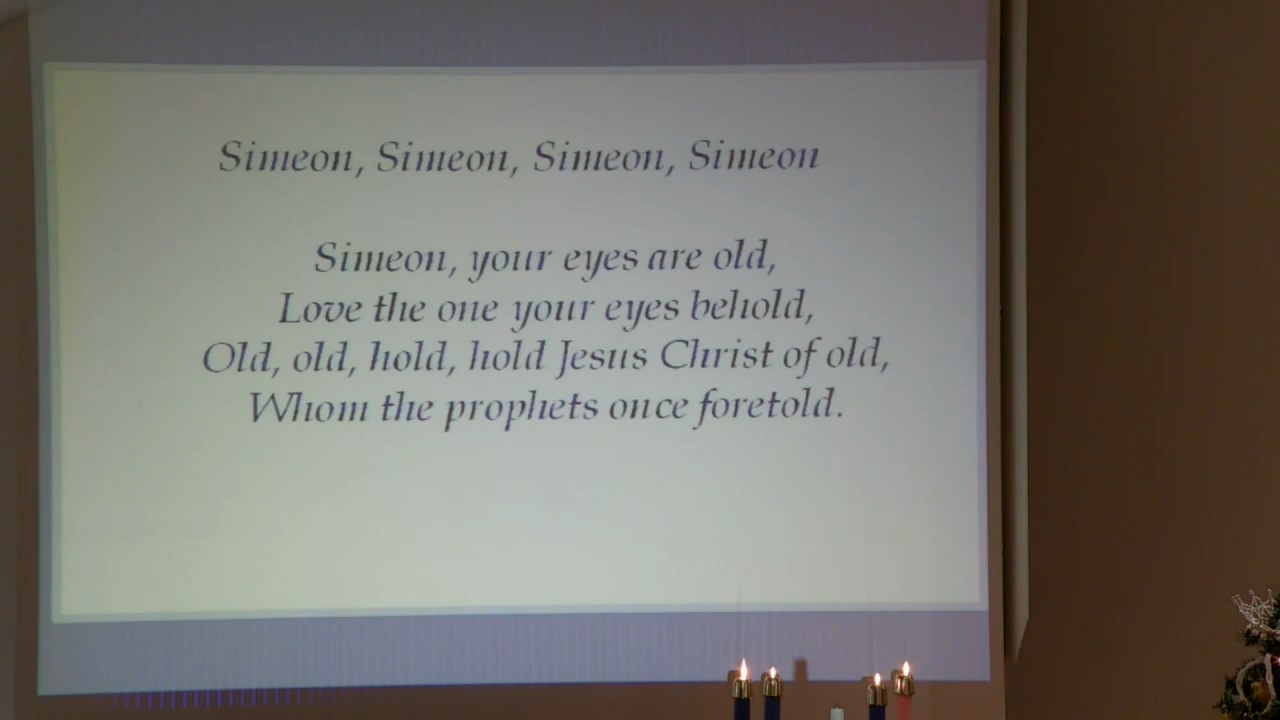 Simeon, Simeon, Simeon, Simeon
Simeon, your eyes are old,
Love the one your eyes behold,
Old, old, hold, hold Jesus Christ of old,
Whom the prophets once foretold.